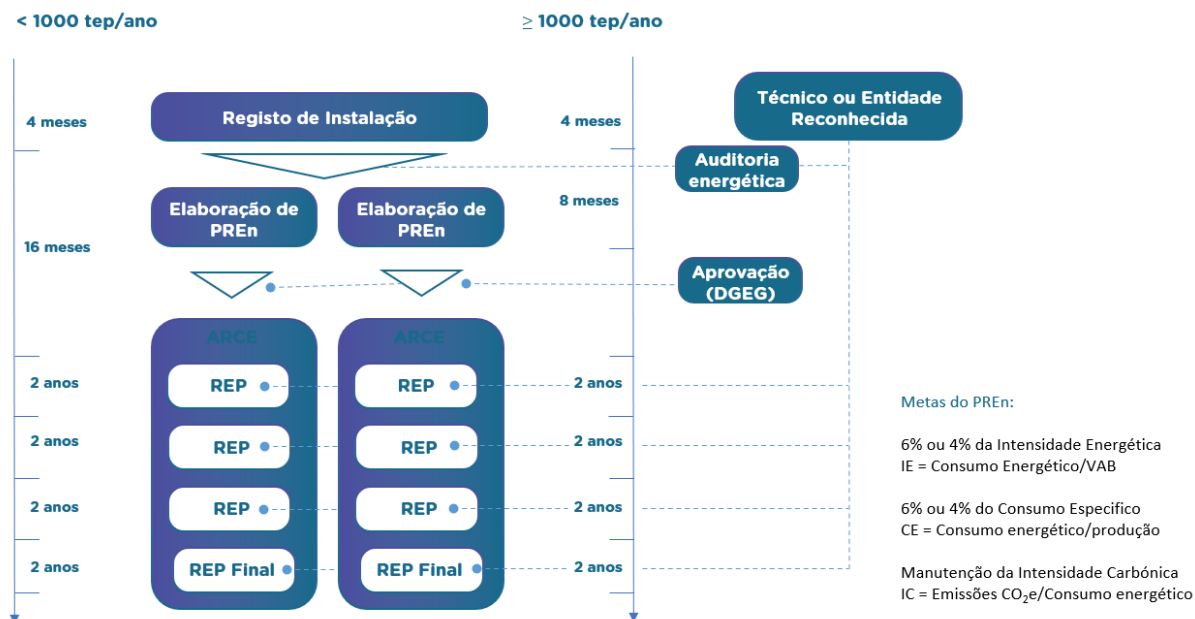 < 1000 tep/ano
≥ 1000 tep/ano
4 meses
Registo de Instalação
4 meses
Técnico ou Entidade
Reconhecida
Auditoria
energética
Elaboração de
PREn
Elaboração de
PREn
8 meses
16 meses
Aprovação
(DGEG)
ARCE
ARCE
2 anos
REP
REP
2 anos
2 anos
REP
REP
2 anos
2 anos
REP
REP
2 anos
2 anos
REP Final
REP Final
2 anos
Metas do PREn:
6% ou 4% da Intensidade Energética
IE = Consumo Energético/VAB
6% ou 4% do Consumo Especifico
CE = Consumo energético/produção
Manutenção da Intensidade Carbónica
IC = Emissões CO₂e/Consumo energético